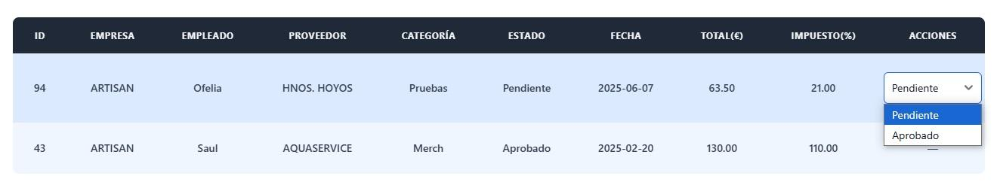 ID EMPRESA EMPLEADO PROVEEDOR CATEGORÍA ESTADO FECHA TOTAL(€) IMPUESTO(%) ACCIONES
94 ARTISAN Ofelia HNOS. HOYOS Pruebas Pendiente 2025-06-07 63.50 21.00 Pendiente
Pendiente
Aprobado
43 ARTISAN Saul AQUASERVICE Merch Aprobado 2025-02-20 130.00 110.00 —